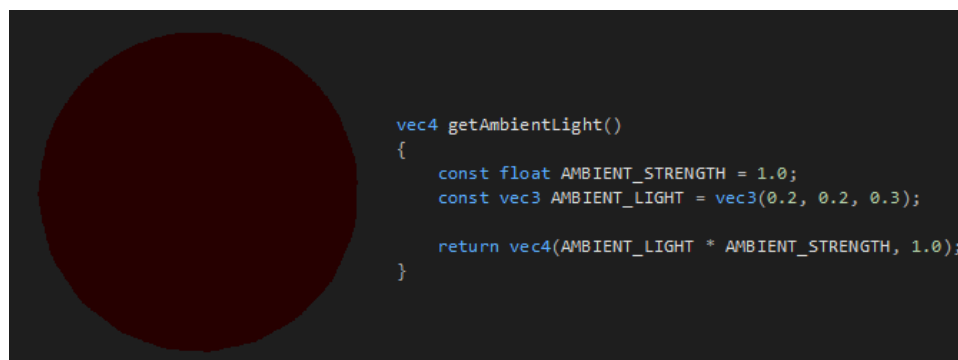 vec4 getAmbientLight()
{
const float AMBIENT_STRENGTH = 1.0;
const vec3 AMBIENT_LIGHT = vec3(0.2, 0.2, 0.3);
return vec4(AMBIENT_LIGHT * AMBIENT_STRENGTH, 1.0);
}